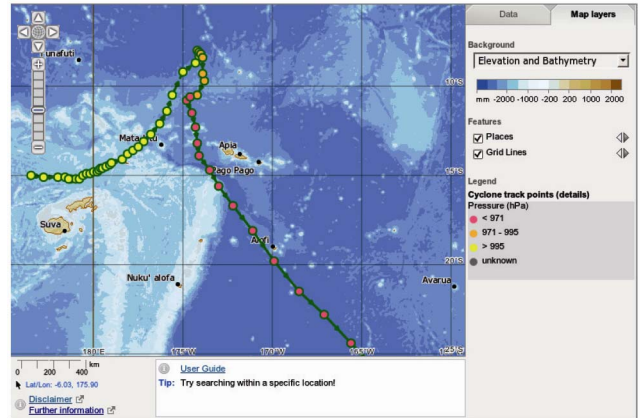 Data
Map layers
Background
Elevation and Bathymetry
mm -2000 -1000 -200 200 1000 2000
Features
Places
Grid Lines
Legend
Cyclone track points (details)
Pressure (hPa)
< 971
971 - 995
> 995
unknown
10°S
Apia
Pago Pago
15°S
Suva
Alofi
20°S
Nuku' alofa
Avarua
180°E
175°W
170°W
165°W
25°S
0 200 400 km
Lat/Lon: -6.03, 175.90
Disclaimer
Further information
User Guide
Tip: Try searching within a specific location!